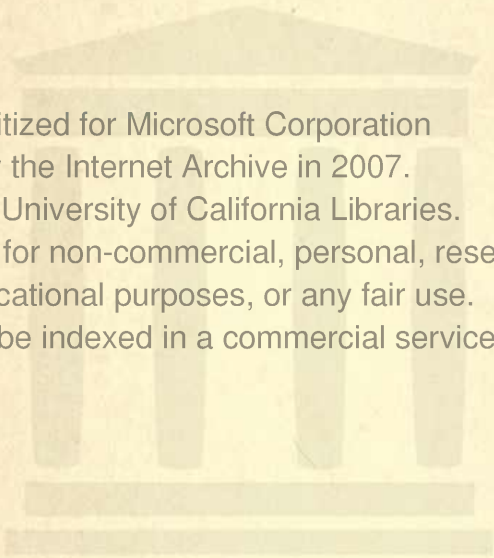 itized for Microsoft Corporation
the Internet Archive in 2007.
University of California Libraries.
for non-commercial, personal, rese
cational purposes, or any fair use.
be indexed in a commercial service